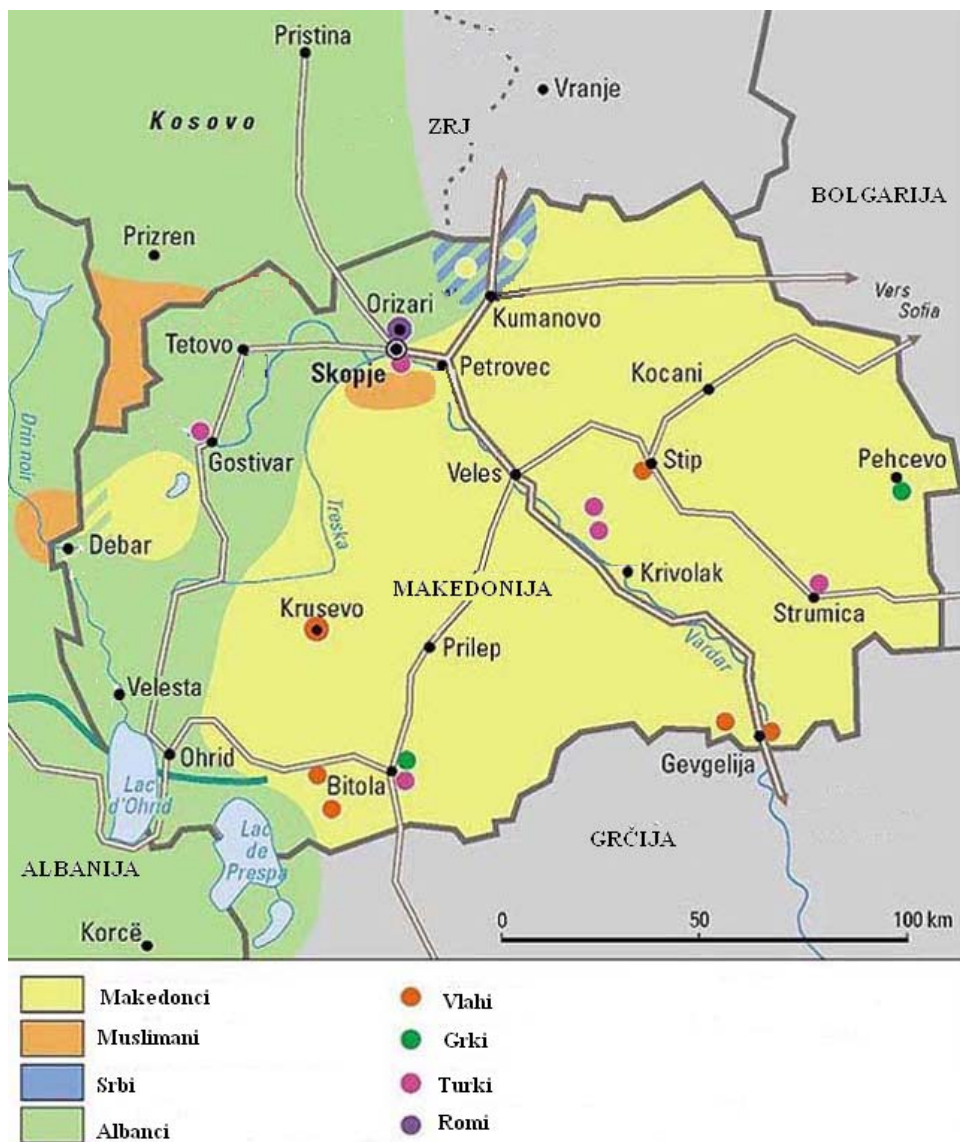 Pristina
Vranje
Kosovo
ZRJ
BOLGARIJA
Prizren
Orizari
Kumanovo
Vers
Sofia
Tetovo
Skopje
Petrovec
Kocani
Drin noir
Gostivar
Treska
Veles
Stip
Pehcevo
Debar
MAKEDONIJA
Krivolak
Krusevo
Strumica
Prilep
Vardar
Velesta
Ohrid
Bitola
Gevgelija
Lac
d'Ohrid
Lac
de
Prespa
GRČIJA
ALBANIJA
Korcë
0 50 100 km
Makedonci
Vlahi
Muslimani
Grki
Srbi
Turki
Albanci
Romi